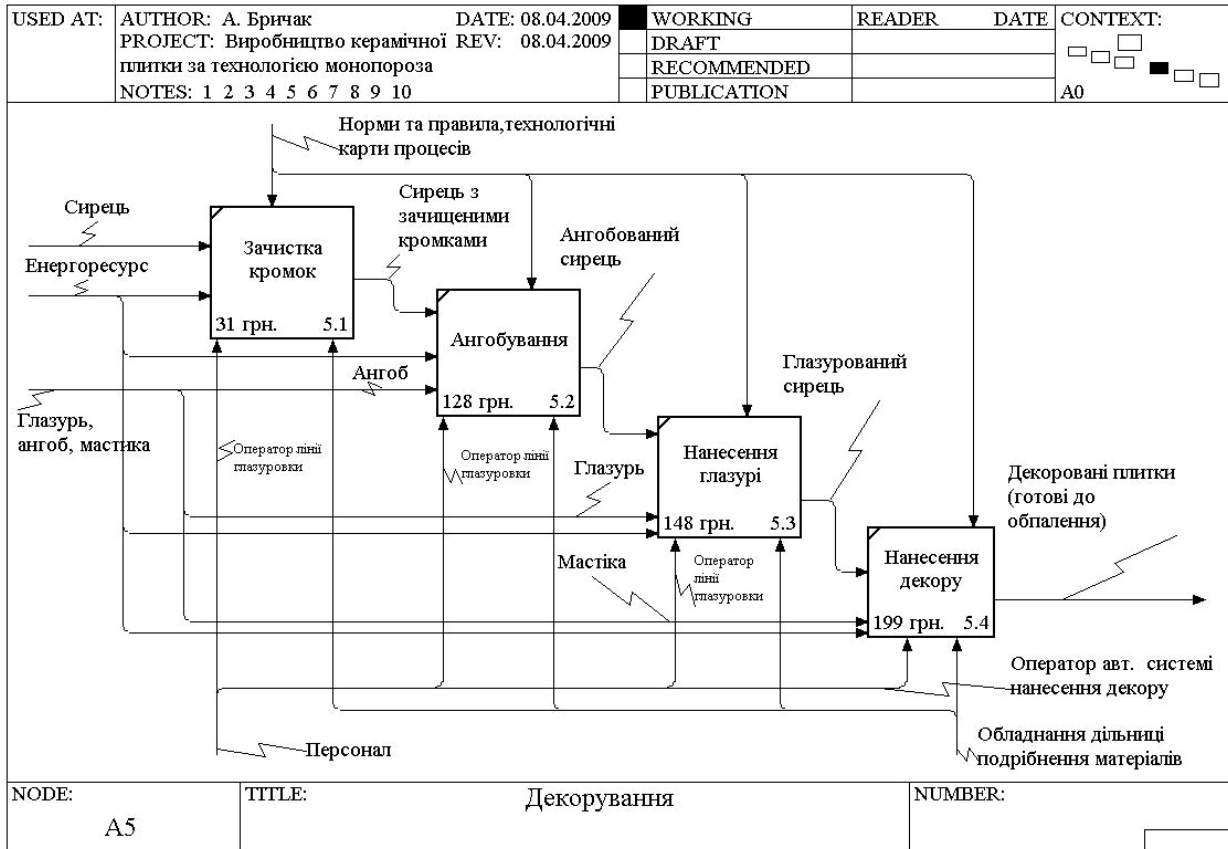 USED AT:
AUTHOR: А. Бричак
DATE: 08.04.2009
PROJECT: Виробництво керамічної
плитки за технологією монопороза
REV: 08.04.2009
NOTES: 1 2 3 4 5 6 7 8 9 10
WORKING
DRAFT
RECOMMENDED
PUBLICATION
READER
DATE
CONTEXT:
A0
Норми та правила,технологічні
карти процесів
Сирець
Енергоресурс
Зачистка
кромок
31 грн. 5.1
Сирець з
зачищеними
кромками
Ангоб
Глазурь,
ангоб, мастика
Ангобування
128 грн. 5.2
Ангобований
сирець
Оператор лінії
глазуровки
Оператор лінії
глазуровки
Глазурь
Нанесення
глазурі
148 грн. 5.3
Глазурований
сирець
Мастіка
Оператор
лінії
глазуровки
Нанесення
декору
199 грн. 5.4
Декоровані плитки
(готові до
обпалення)
Оператор авт. системі
нанесення декору
Персонал
Обладнання дільниці
подрібнення матеріалів
NODE:
A5
TITLE:
Декорування
NUMBER: